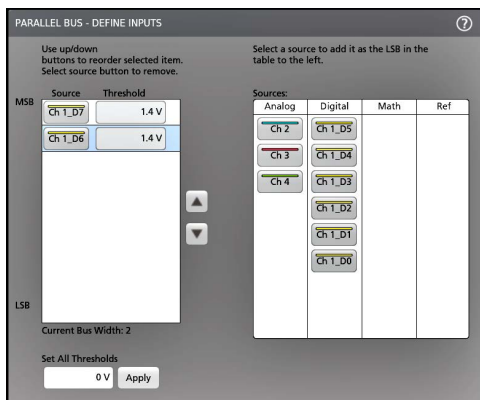 PARALLEL BUS - DEFINE INPUTS
?
Use up/down
buttons to reorder selected item.
Select source button to remove.
Select a source to add it as the LSB in the
table to the left.
Source Threshold
MSB
Ch 1_D7 1.4 V
Ch 1_D6 1.4 V
LSB
Current Bus Width: 2
Set All Thresholds
0 V Apply
Sources:
Analog Digital Math Ref
Ch 2 Ch 1_D5
Ch 3 Ch 1_D4
Ch 4 Ch 1_D3
Ch 1_D2
Ch 1_D1
Ch 1_D0